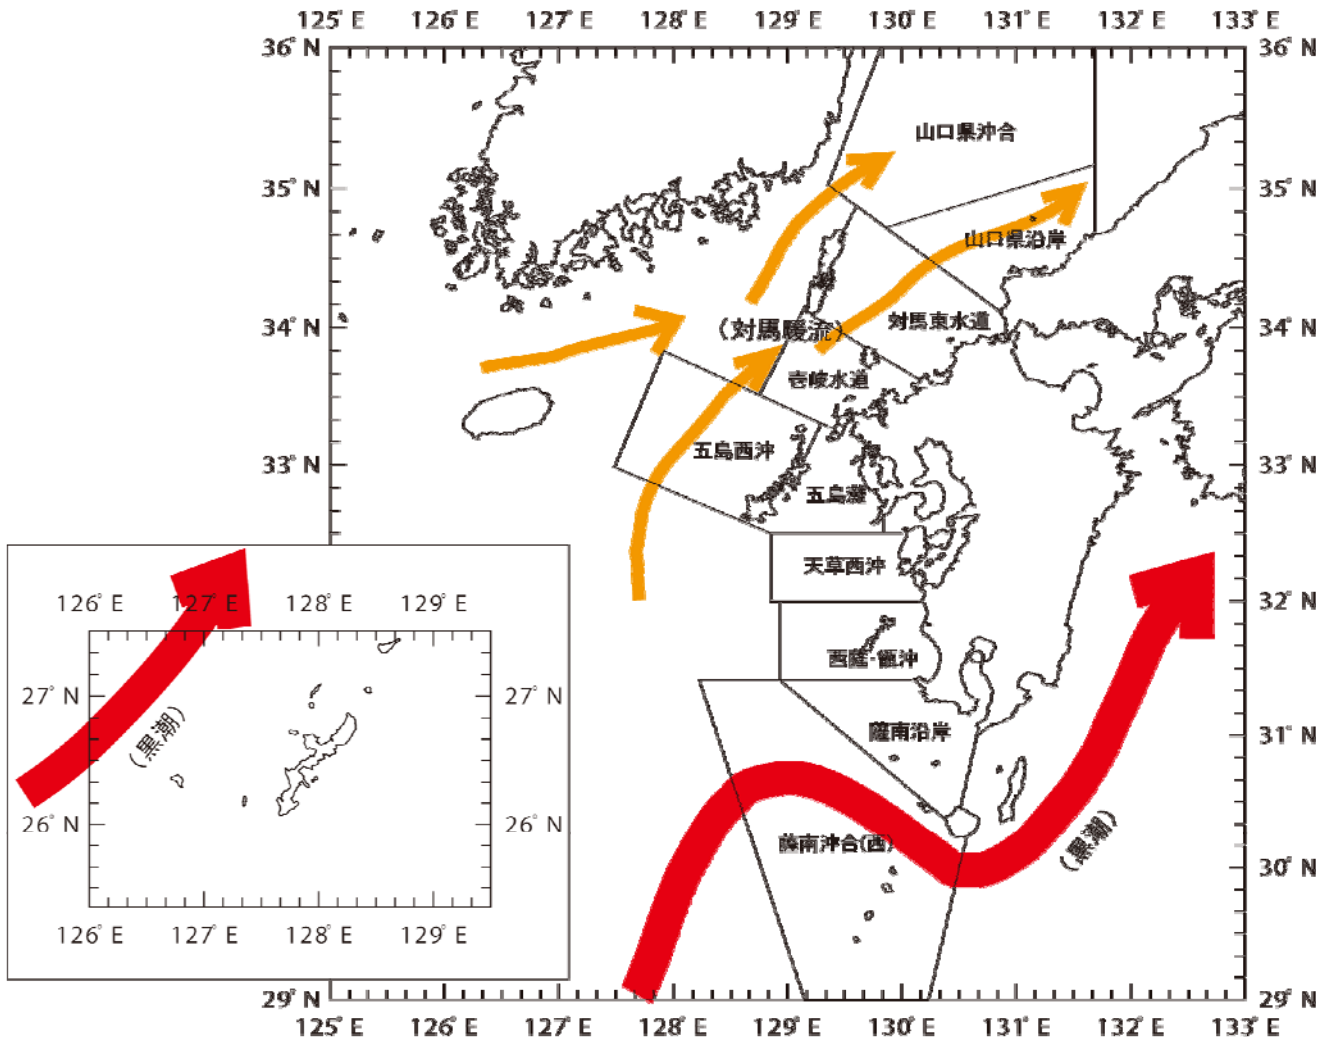 125° E 126° E 127° E 128° E 129° E 130° E 131° E 132° E 133° E
36° N 36° N
山口県沖合
35° N 35° N
山口県沿岸
対馬東水道
34° N (対馬暖流) 34° N
壱岐水道
五島西沖
33° N 33° N
五島灘
天草西沖
32° N
西薩・甑沖
薩南沿岸
31° N
薩南沖合(西)
(黒潮)
30° N
29° N 29° N
125° E 126° E 127° E 128° E 129° E 130° E 131° E 132° E 133° E
126° E 127° E 128° E 129° E
27° N 27° N
(黒潮)
26° N 26° N
126° E 127° E 128° E 129° E